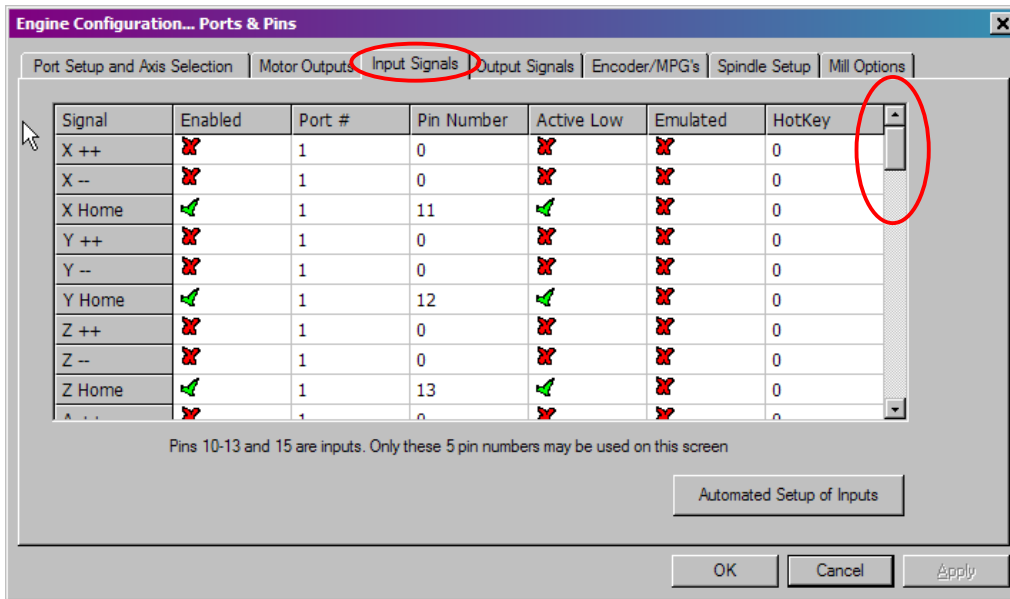 Engine Configuration... Ports & Pins
Port Setup and Axis Selection Motor Outputs Input Signals Output Signals Encoder/MPG's Spindle Setup Mill Options
Signal Enabled Port # Pin Number Active Low Emulated HotKey
X ++ 1 0 0
X -- 1 0 0
X Home 1 11 0
Y ++ 1 0 0
Y -- 1 0 0
Y Home 1 12 0
Z ++ 1 0 0
Z -- 1 0 0
Z Home 1 13 0
Pins 10-13 and 15 are inputs. Only these 5 pin numbers may be used on this screen
Automated Setup of Inputs
OK Cancel Apply